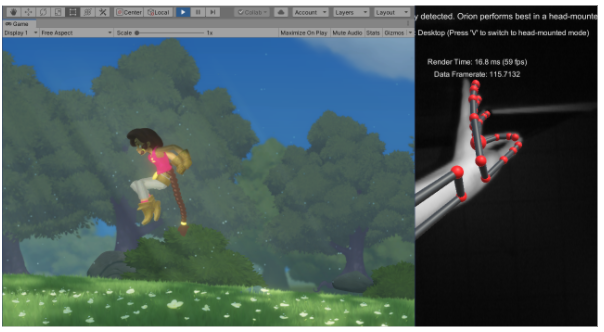 Center Local Collab Account Layers Layout
Game
Display 1 Free Aspect Scale 1x Maximize On Play Mute Audio Stats Gizmos
y detected. Orion performs best in a head-mounte
Desktop (Press 'V' to switch to head-mounted mode)
Render Time: 16.8 ms (59 fps)
Data Framerate: 115.7132